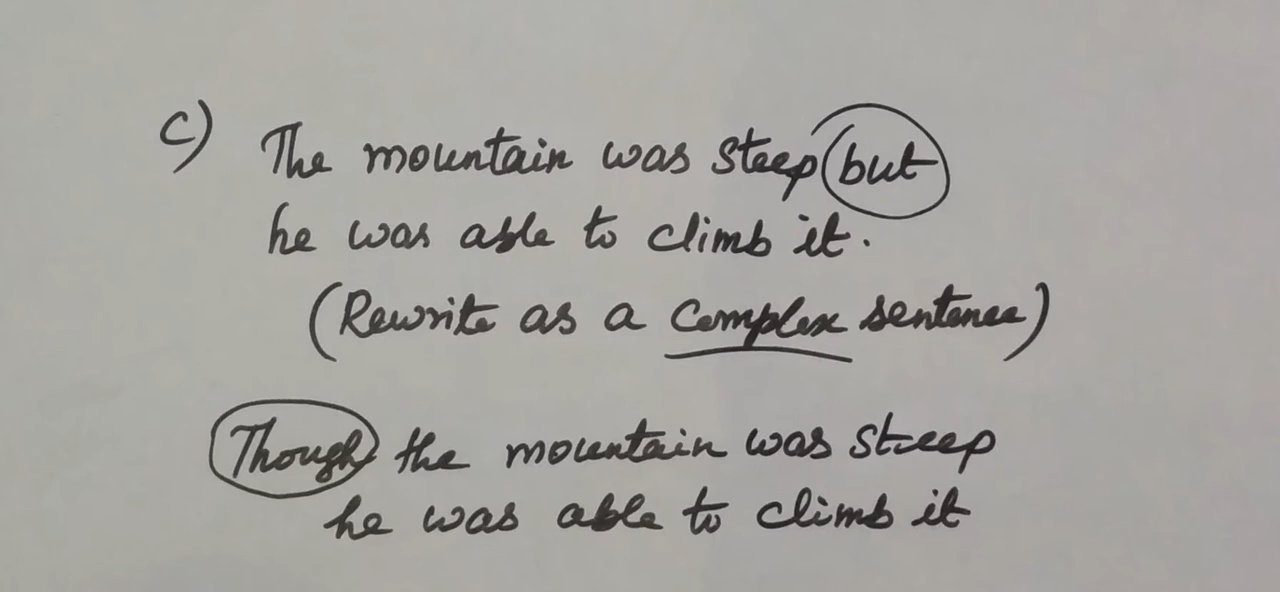 c) The mountain was steep but
he was able to climb it.
(Rewrite as a complex sentence)
Though the mountain was steep
he was able to climb it